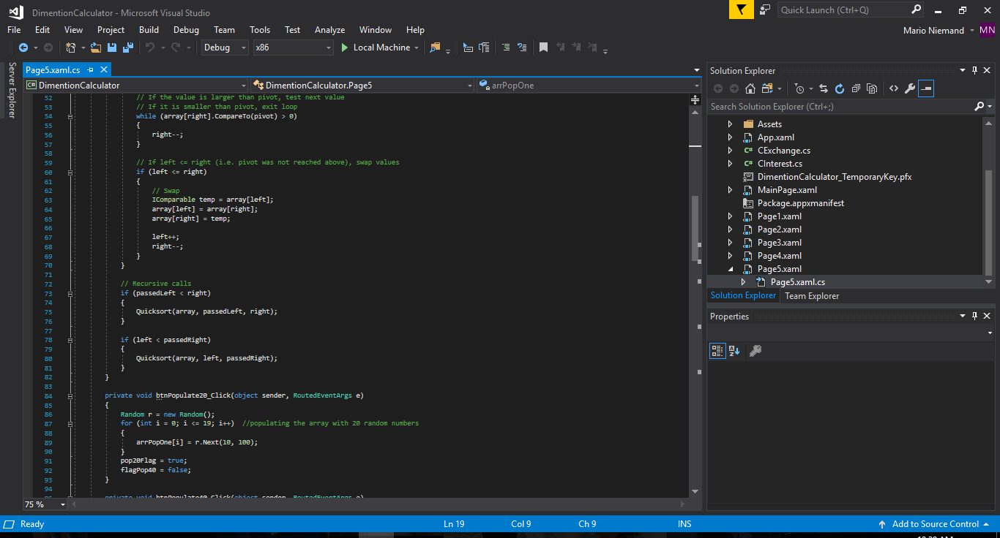 DimentionCalculator - Microsoft Visual Studio
Quick Launch (Ctrl+Q)
File Edit View Project Build Debug Team Tools Test Analyze Window Help
Mario Niemand
MN
Debug x86 Local Machine
Server Explorer
Page5.xaml.cs
C# DimentionCalculator DimentionCalculator.Page5 arrPopOne
52 // If the value is larger than pivot, test next value
53 // If it is smaller than pivot, exit loop
54 while (array[right].CompareTo(pivot) > 0)
55 {
56 right--;
57 }
58
59 // If left <= right (i.e. pivot was not reached above), swap values
60 if (left <= right)
61 {
62 // Swap
63 IComparable temp = array[left];
64 array[left] = array[right];
65 array[right] = temp;
66
67 left++;
68 right--;
69 }
70 }
71
72 // Recursive calls
73 if (passedLeft < right)
74 {
75 Quicksort(array, passedLeft, right);
76 }
77
78 if (left < passedRight)
79 {
80 Quicksort(array, left, passedRight);
81 }
82 }
83
84 private void btnPopulate20_Click(object sender, RoutedEventArgs e)
85 {
86 Random r = new Random();
87 for (int i = 0; i <= 19; i++) //populating the array with 20 random numbers
88 {
89 arrPopOne[i] = r.Next(10, 100);
90 }
91 pop20Flag = true;
92 flagPop40 = false;
93 }
94
95 private void btnPopulate40_Click(object sender, RoutedEventArgs e)
75 %
Solution Explorer
Search Solution Explorer (Ctrl+;)
Assets
App.xaml
C# CExchange.cs
C# CInterest.cs
DimentionCalculator_TemporaryKey.pfx
MainPage.xaml
Package.appxmanifest
Page1.xaml
Page2.xaml
Page3.xaml
Page4.xaml
Page5.xaml
Page5.xaml.cs
Solution Explorer Team Explorer
Properties
Ready Ln 19 Col 9 Ch 9 INS Add to Source Control